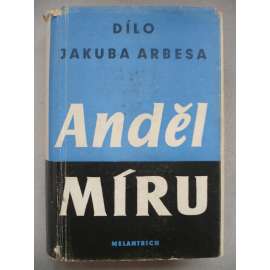 DÍLO
JAKUBA ARBESA
Anděl
MÍRU
MELANTRICH